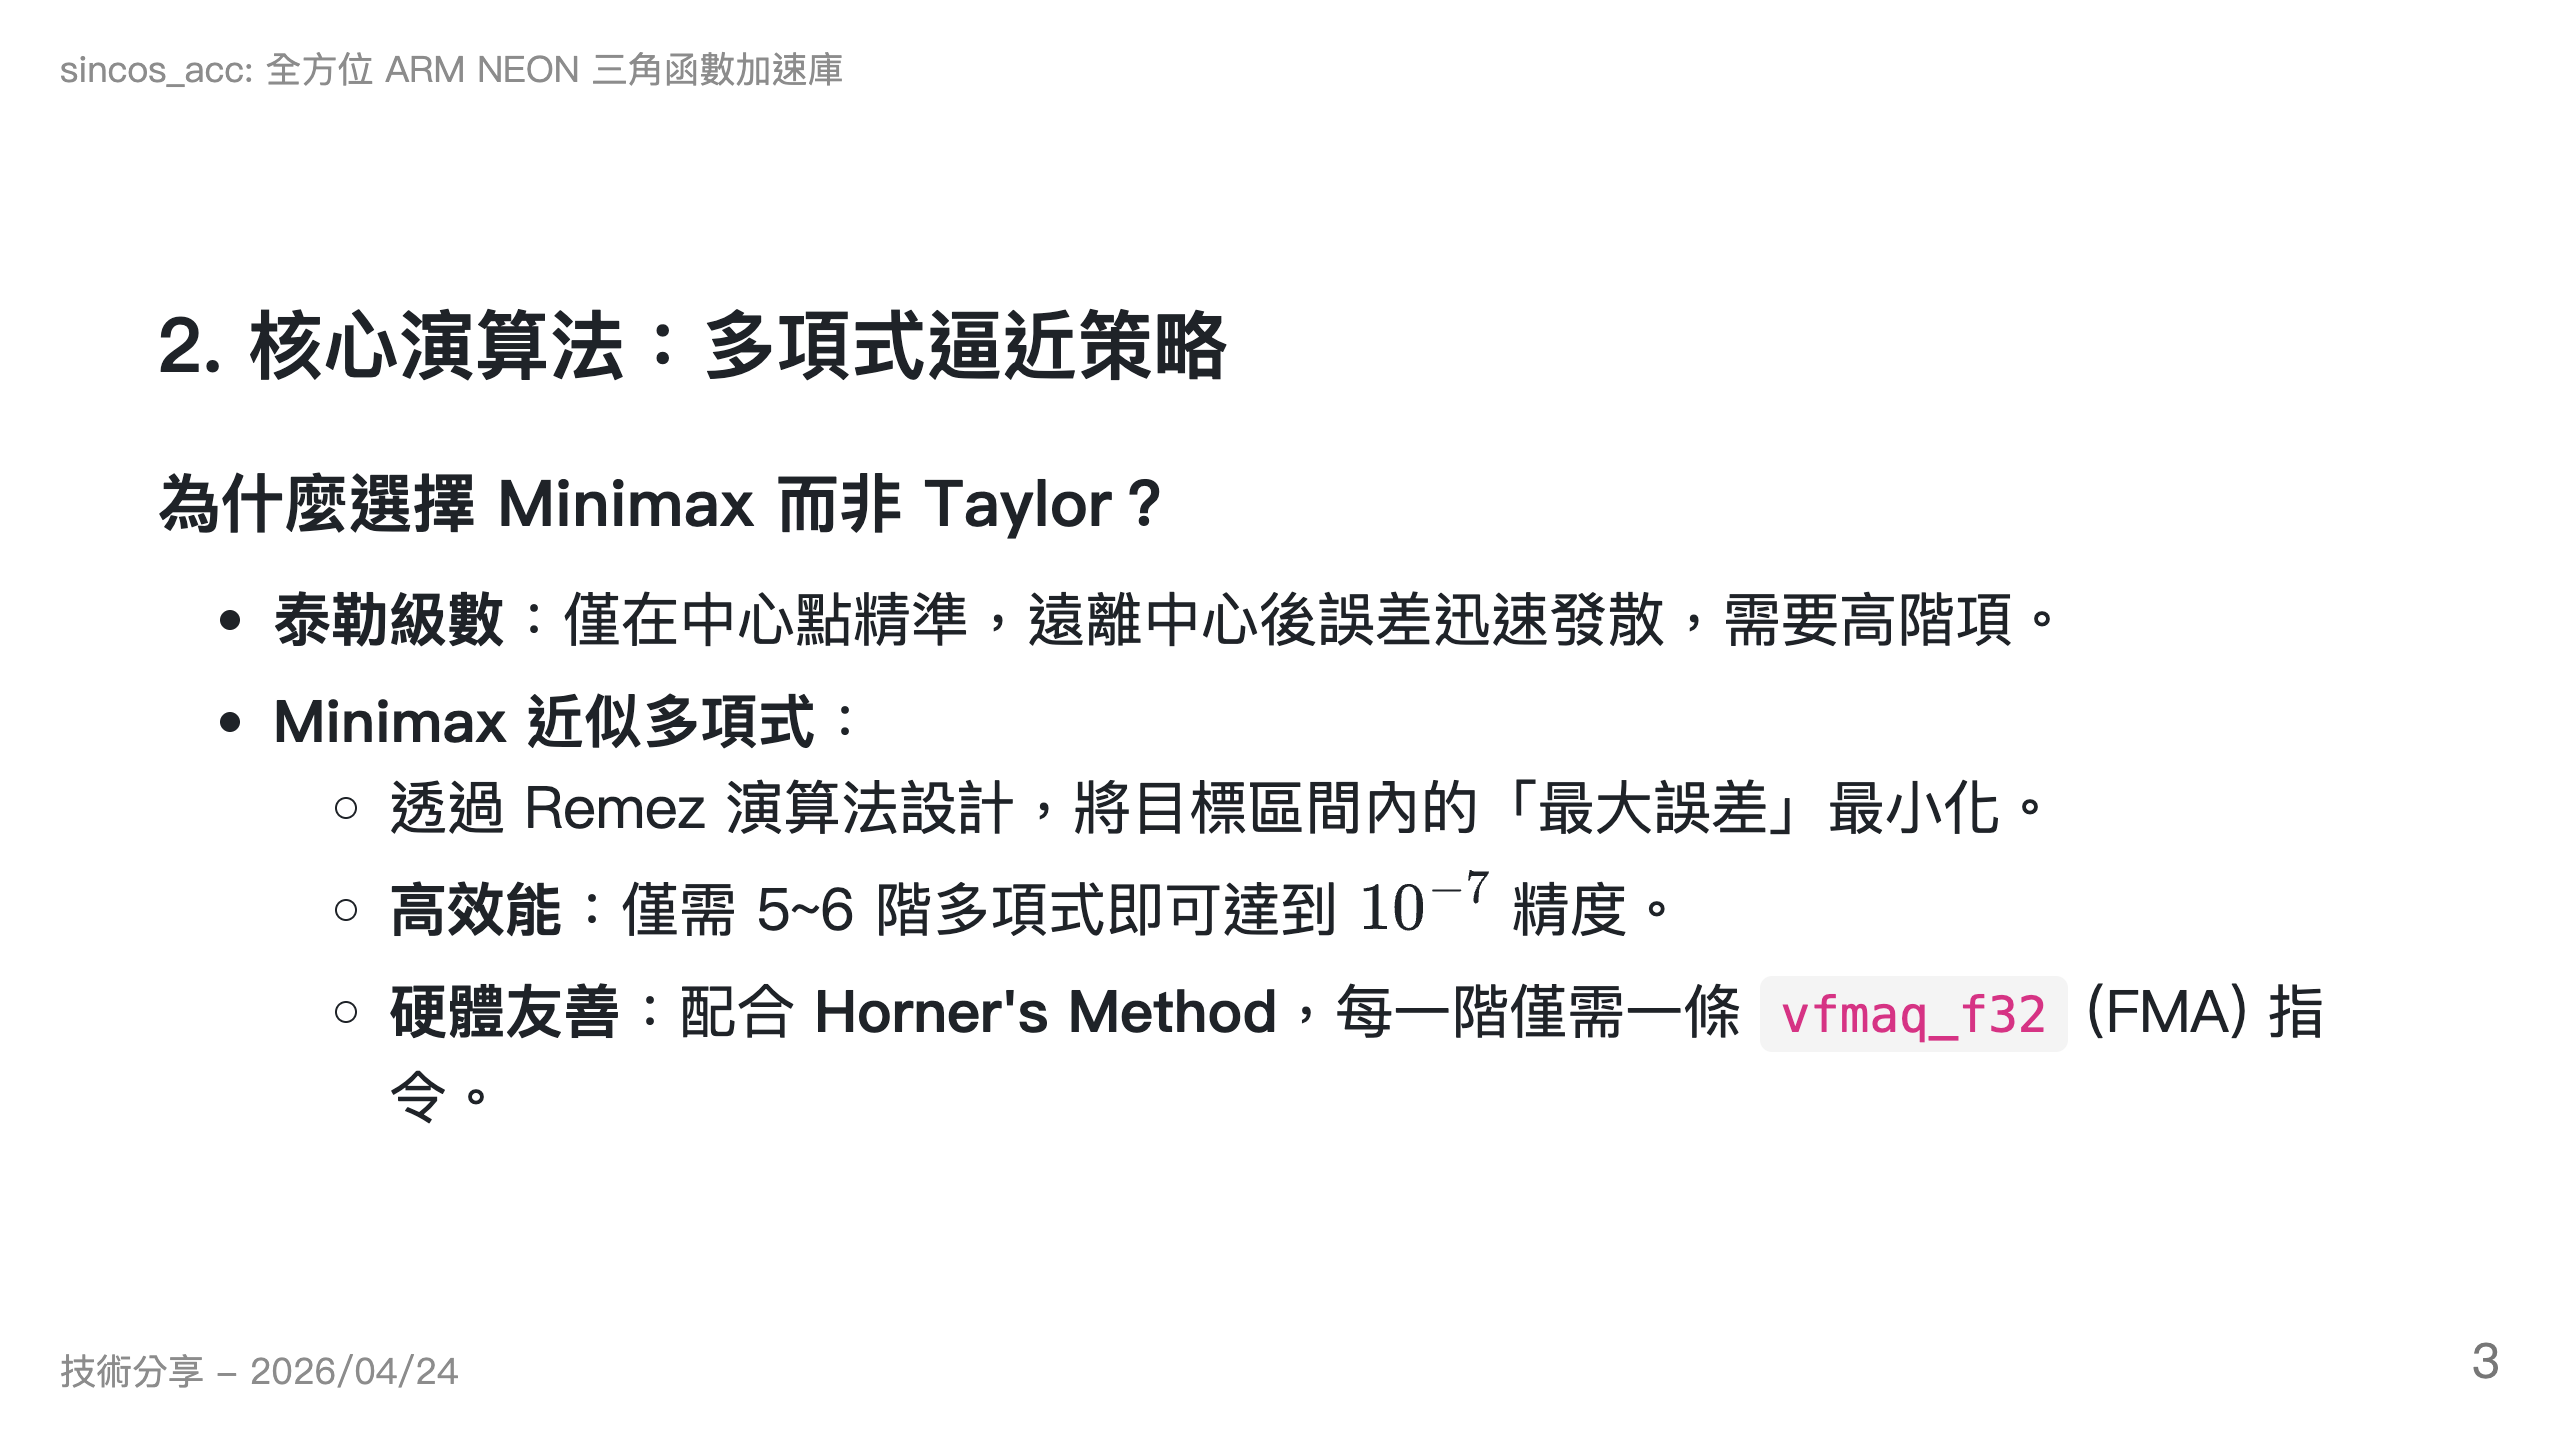 sincos_acc: 全方位 ARM NEON 三角函數加速庫
2. 核心演算法：多項式逼近策略
為什麼選擇 Minimax 而非 Taylor？
• 泰勒級數：僅在中心點精準，遠離中心後誤差迅速發散，需要高階項。
• Minimax 近似多項式：
○ 透過 Remez 演算法設計，將目標區間內的「最大誤差」最小化。
○ 高效能：僅需 5~6 階多項式即可達到 10⁻⁷ 精度。
○ 硬體友善：配合 Horner's Method，每一階僅需一條 vfmaq_f32 (FMA) 指
令。
技術分享 – 2026/04/24
3